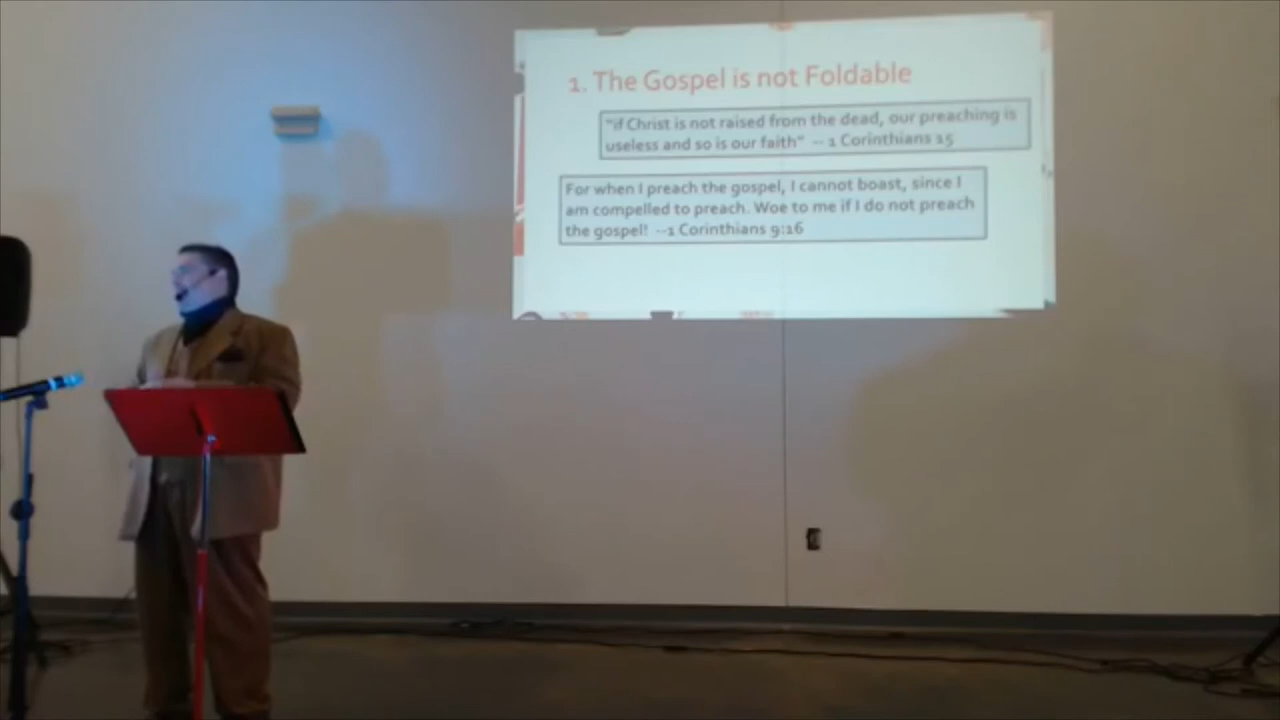 1. The Gospel is not Foldable
"if Christ is not raised from the dead, our preaching is
useless and so is our faith" -- 1 Corinthians 15
For when I preach the gospel, I cannot boast, since I
am compelled to preach. Woe to me if I do not preach
the gospel! --1 Corinthians 9:16